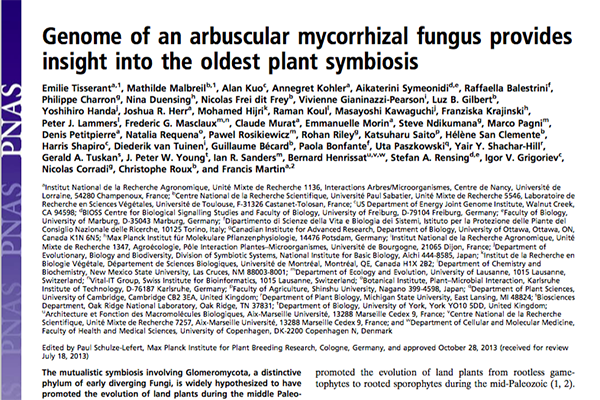 PNAS PNAS PNAS
Genome of an arbuscular mycorrhizal fungus provides
insight into the oldest plant symbiosis
Emilie Tisserant, Mathilde Malbreil, Alan Kuo, Annegret Kohler, Aikaterini Symeonidi, Raffaella Balestrini,
Philippe Charron, Nina Duensing, Nicolas Frei dit Frey, Vivienne Gianinazzi-Pearson, Luz B. Gilbert,
Yoshihiro Handa, Joshua R. Herr, Mohamed Hijri, Raman Koul, Masayoshi Kawaguchi, Franziska Krajinski,
Peter J. Lammers, Frederic G. Masclaux, Claude Murat, Emmanuelle Morin, Steve Ndikumana, Marco Pagni,
Denis Petitpierre, Natalia Requena, Pawel Rosikiewicz, Rohan Riley, Katsuharu Saito, Hélène San Clemente,
Harris Shapiro, Diederik van Tuinen, Guillaume Bécard, Paola Bonfante, Uta Paszkowski, Yair Y. Shachar-Hill,
Gerald A. Tuskan, J. Peter W. Young, Ian R. Sanders, Bernard Henrissat, Stefan A. Rensing, Igor V. Grigoriev,
Nicolas Corradi, Christophe Roux, and Francis Martin
Institut National de la Recherche Agronomique, Unité Mixte de Recherche 1136, Interactions Arbres/Microorganismes, Centre de Nancy, Université de
Lorraine, 54280 Champenoux, France; Centre National de la Recherche Scientifique, Université Paul Sabatier, Unité Mixte de Recherche 5546, Laboratoire de
Recherche en Sciences Végétales, Université de Toulouse, F-31326 Castanet-Tolosan, France; US Department of Energy Joint Genome Institute, Walnut Creek,
CA 94598; BIOSS Centre for Biological Signalling Studies and Faculty of Biology, University of Freiburg, D-79104 Freiburg, Germany; Faculty of Biology,
University of Marburg, D-35043 Marburg, Germany; Dipartimento di Scienze della Vita e Biologia dei Sistemi, Istituto per la Protezione delle Piante del
Consiglio Nazionale delle Ricerche, 10125 Torino, Italy; Canadian Institute for Advanced Research, Department of Biology, University of Ottawa, Ottawa, ON,
Canada K1N 6N5; Max Planck Institut für Molekulare Pflanzenphysiologie, 14476 Potsdam, Germany; Institut National de la Recherche Agronomique, Unité
Mixte de Recherche 1347, Agroécologie, Pôle Interaction Plantes-Microorganismes, Université de Bourgogne, 21065 Dijon, France; Department of
Evolutionary, Biology and Biodiversity, Division of Symbiotic Systems, National Institute for Basic Biology, Aichi 444-8585, Japan; Institut de la Recherche en
Biologie Végétale, Département de Sciences Biologiques, Université de Montréal, Montréal, QC, Canada H1X 2B2; Department of Chemistry and
Biochemistry, New Mexico State University, Las Cruces, NM 88003-8001; Department of Ecology and Evolution, University of Lausanne, 1015 Lausanne,
Switzerland; Vital-IT Group, Swiss Institute for Bioinformatics, 1015 Lausanne, Switzerland; Botanical Institute, Plant–Microbial Interaction, Karlsruhe
Institute of Technology, D-76187 Karlsruhe, Germany; Faculty of Agriculture, Shinshu University, Nagano 399-4598, Japan; Department of Plant Sciences,
University of Cambridge, Cambridge CB2 3EA, United Kingdom; Department of Plant Biology, Michigan State University, East Lansing, MI 48824; Biosciences
Department, Oak Ridge National Laboratory, Oak Ridge, TN 37831; Department of Biology, University of York, York YO10 5DD, United Kingdom;
Architecture et Fonction des Macromolécules Biologiques, Aix-Marseille Université, 13288 Marseille Cedex 9, France; Centre National de la Recherche
Scientifique, Unité Mixte de Recherche 7257, Aix-Marseille Université, 13288 Marseille Cedex 9, France; and Department of Cellular and Molecular Medicine,
Faculty of Health and Medical Sciences, University of Copenhagen, DK-2200 Copenhagen N, Denmark
Edited by Paul Schulze-Lefert, Max Planck Institute for Plant Breeding Research, Cologne, Germany, and approved October 28, 2013 (received for review
July 18, 2013)
The mutualistic symbiosis involving Glomeromycota, a distinctive
phylum of early diverging Fungi, is widely hypothesized to have
promoted the evolution of land plants during the middle Paleo-
promoted the evolution of land plants from rootless game-
tophytes to rooted sporophytes during the mid-Paleozoic (1, 2).